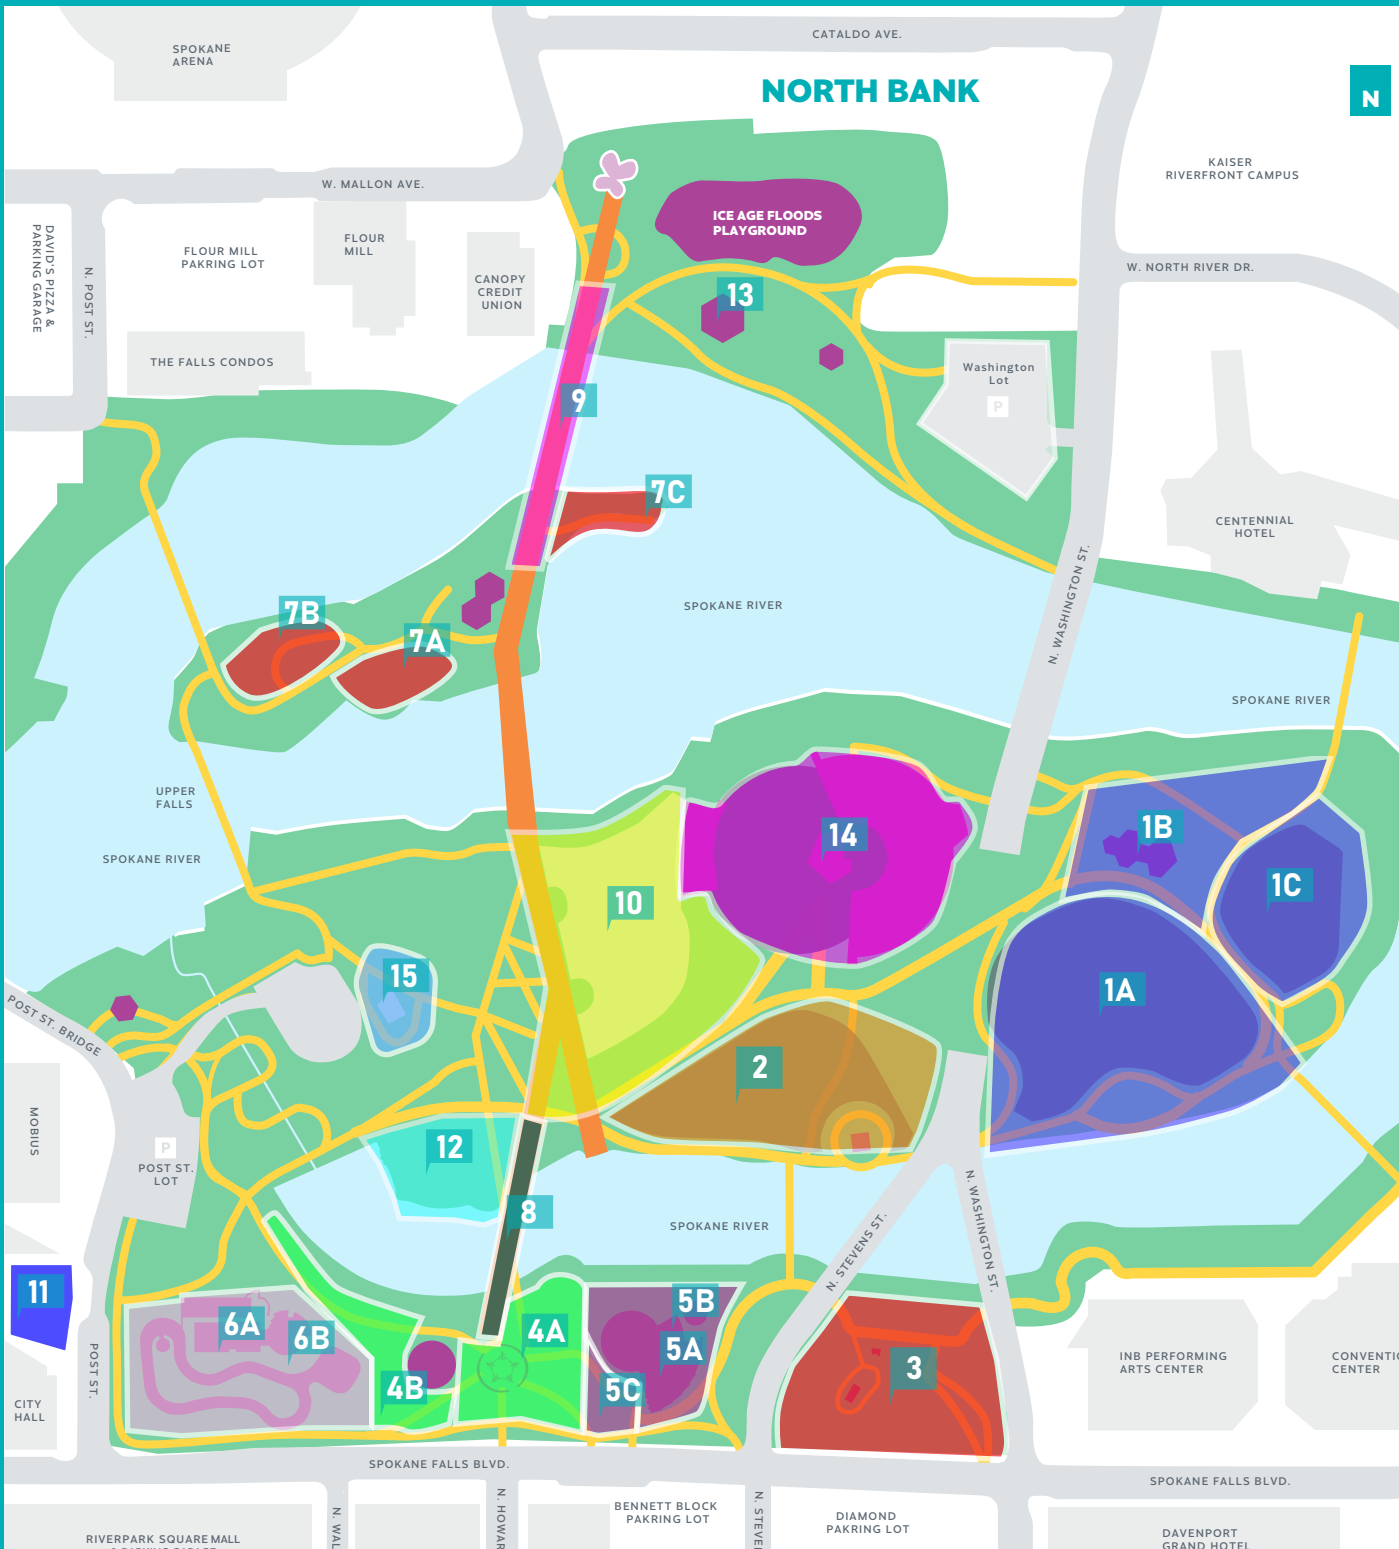 SPOKANE
ARENA
CATALDO AVE.
NORTH BANK
N
KAISER
RIVERFRONT CAMPUS
W. MALLON AVE.
ICE AGE FLOODS
PLAYGROUND
DAVID'S PIZZA &
PARKING GARAGE
N. POST ST.
FLOUR MILL
PAKRING LOT
FLOUR
MILL
CANOPY
CREDIT
UNION
W. NORTH RIVER DR.
13
THE FALLS CONDOS
Washington
Lot
P
9
7C
CENTENNIAL
HOTEL
N. WASHINGTON ST.
7B
7A
SPOKANE RIVER
SPOKANE RIVER
UPPER
FALLS
SPOKANE RIVER
14
1B
1C
10
15
1A
POST ST. BRIDGE
2
MOBIUS
P
POST ST.
LOT
12
8
SPOKANE RIVER
N. STEVENS ST.
N. WASHINGTON ST.
11
6A
6B
4A
4B
5B
5A
5C
3
POST ST.
CITY
HALL
INB PERFORMING
ARTS CENTER
CONVENTIO
CENTER
SPOKANE FALLS BLVD.
SPOKANE FALLS BLVD.
N. WAL
N. HOWAR
BENNETT BLOCK
PAKRING LOT
N. STEVE
DIAMOND
PAKRING LOT
RIVERPARK SQUARE MALL
DAVENPORT
GRAND HOTEL